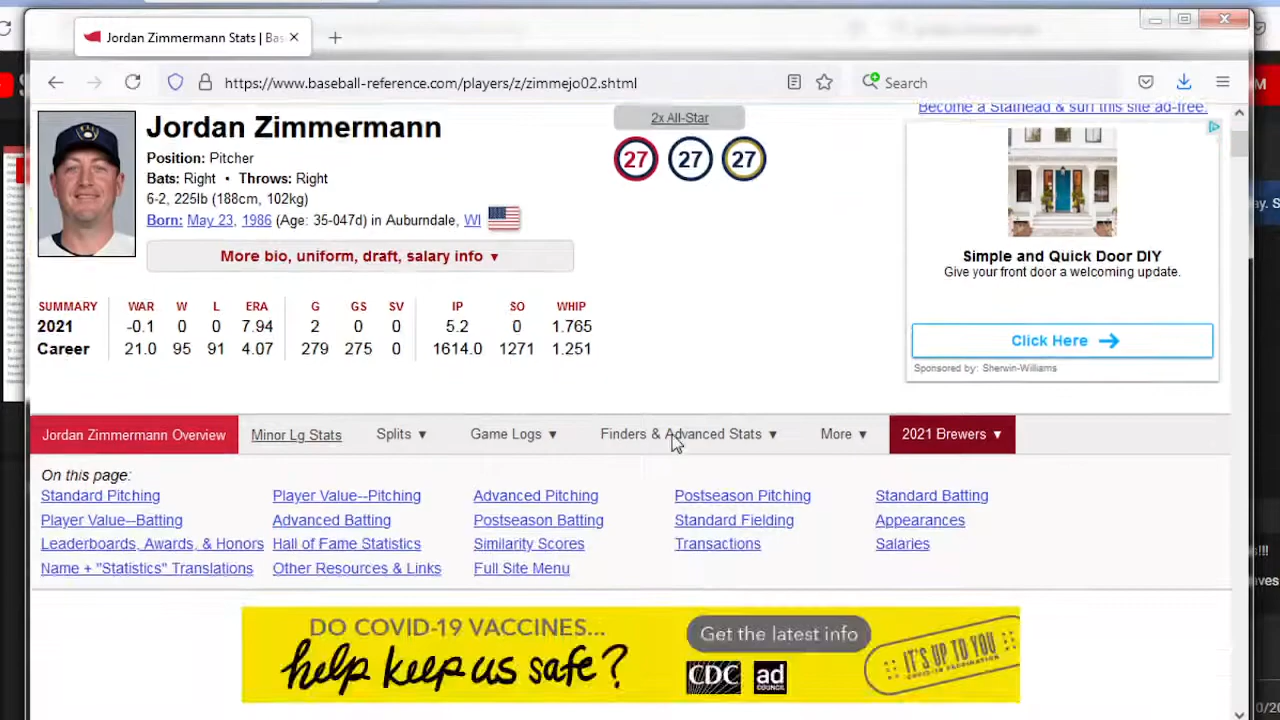 Jordan Zimmermann Stats | Bas
https://www.baseball-reference.com/players/z/zimmejo02.shtml
Search
Become a Stathead & surf this site ad-free.
Jordan Zimmermann
Position: Pitcher
Bats: Right • Throws: Right
6-2, 225lb (188cm, 102kg)
Born: May 23, 1986 (Age: 35-047d) in Auburndale, WI
More bio, uniform, draft, salary info ▼
2x All-Star
27 27 27
Simple and Quick Door DIY
Give your front door a welcoming update.
Click Here
Sponsored by: Sherwin-Williams
SUMMARY WAR W L ERA G GS SV IP SO WHIP
2021 -0.1 0 0 7.94 2 0 0 5.2 0 1.765
Career 21.0 95 91 4.07 279 275 0 1614.0 1271 1.251
Jordan Zimmermann Overview Minor Lg Stats Splits ▼ Game Logs ▼ Finders & Advanced Stats ▼ More ▼ 2021 Brewers ▼
On this page:
Standard Pitching Player Value--Pitching Advanced Pitching Postseason Pitching Standard Batting
Player Value--Batting Advanced Batting Postseason Batting Standard Fielding Appearances
Leaderboards, Awards, & Honors Hall of Fame Statistics Similarity Scores Transactions Salaries
Name + "Statistics" Translations Other Resources & Links Full Site Menu
DO COVID-19 VACCINES...
help keep us safe?
Get the latest info
CDC ad COUNCIL
IT'S UP TO YOU
COVID-19 VACCINATION